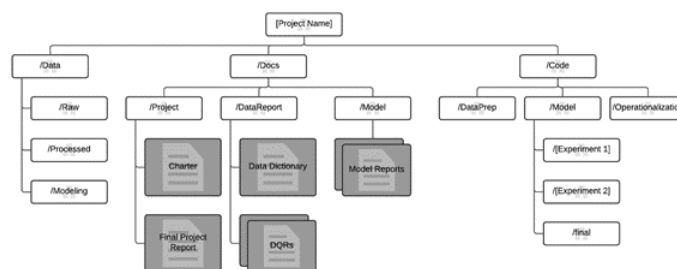 [Project Name]
/Data
/Docs
/Code
/Raw
/Project
/DataReport
/Model
/DataPrep
/Model
/Operationalizatio
/Processed
Charter
Data Dictionary
Model Reports
/[Experiment 1]
/Modeling
/[Experiment 2]
Final Project
Report
DQRs
/final